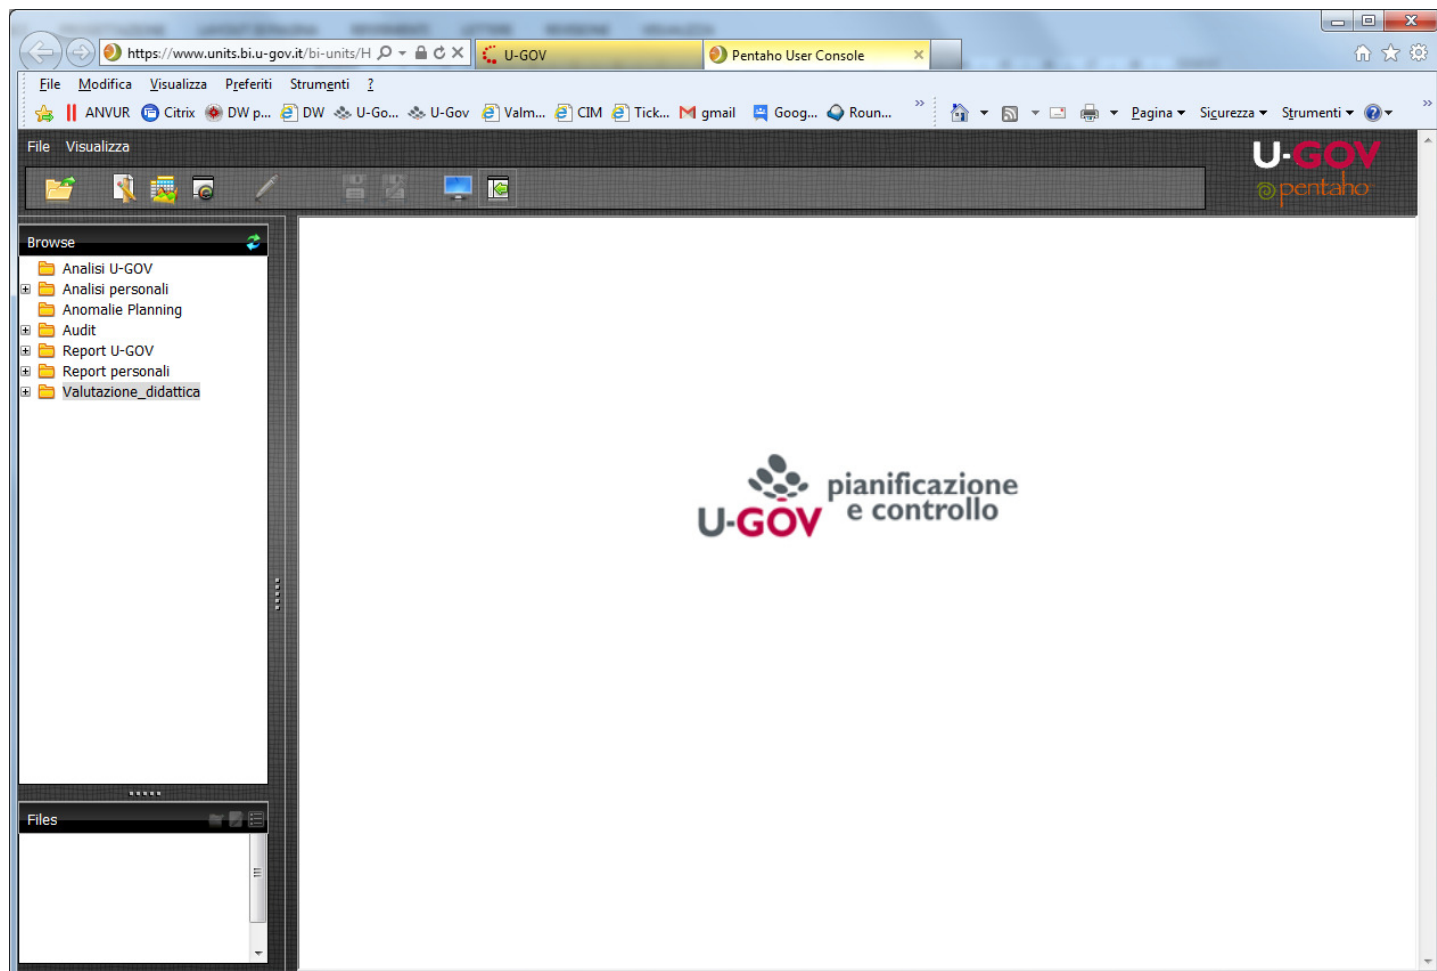 https://www.units.bi.u-gov.it/bi-units/H
U-GOV
Pentaho User Console
File Modifica Visualizza Preferiti Strumenti ?
ANVUR Citrix DW p... DW U-Go... U-Gov Valm... CIM Tick... gmail Goog... Roun... » Pagina Sicurezza Strumenti »
File Visualizza
U-GOV
pentaho
Browse
Analisi U-GOV
Analisi personali
Anomalie Planning
Audit
Report U-GOV
Report personali
Valutazione_didattica
U-GOV pianificazione
e controllo
Files